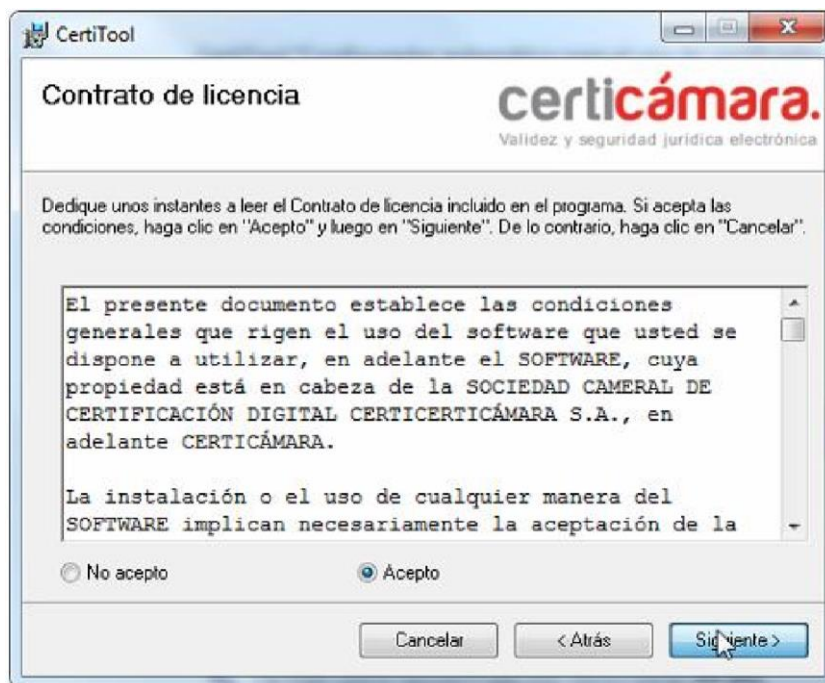 CertiTool
Contrato de licencia
certicámara.
Validez y seguridad jurídica electrónica
Dedique unos instantes a leer el Contrato de licencia incluido en el programa. Si acepta las
condiciones, haga clic en "Acepto" y luego en "Siguiente". De lo contrario, haga clic en "Cancelar".
El presente documento establece las condiciones
generales que rigen el uso del software que usted se
dispone a utilizar, en adelante el SOFTWARE, cuya
propiedad está en cabeza de la SOCIEDAD CAMERAL DE
CERTIFICACIÓN DIGITAL CERTICERTICÁMARA S.A., en
adelante CERTICÁMARA.
La instalación o el uso de cualquier manera del
SOFTWARE implican necesariamente la aceptación de la
No acepto
Acepto
Cancelar
< Atrás
Siguiente >